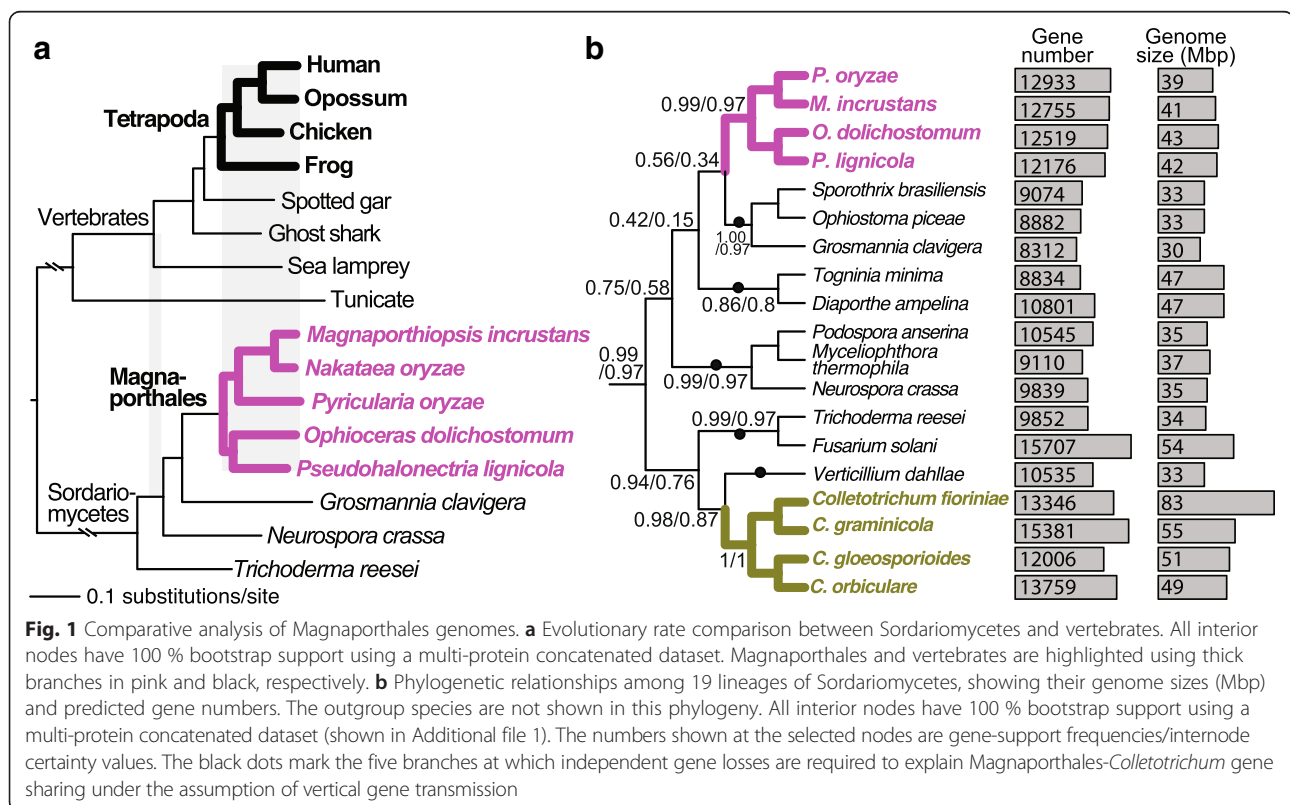 a
Human
Opossum
Tetrapoda
Chicken
Frog
Spotted gar
Vertebrates
Ghost shark
Sea lamprey
Tunicate
Magnaporthiopsis incrustans
Nakataea oryzae
Magna-
porthales
Pyricularia oryzae
Ophioceras dolichostomum
Pseudohalonectria lignicola
Sordario-
mycetes
Grosmannia clavigera
Neurospora crassa
Trichoderma reesei
0.1 substitutions/site
b
Gene
number
Genome
size (Mbp)
P. oryzae 12933 39
0.99/0.97
M. incrustans 12755 41
O. dolichostomum 12519 43
0.56/0.34
P. lignicola 12176 42
Sporothrix brasiliensis 9074 33
0.42/0.15
Ophiostoma piceae 8882 33
1.00
/0.97
Grosmannia clavigera 8312 30
Togninia minima 8834 47
0.75/0.58
0.86/0.8
Diaporthe ampelina 10801 47
Podospora anserina 10545 35
Myceliophthora
thermophila 9110 37
0.99
/0.97
0.99/0.97
Neurospora crassa 9839 35
0.99/0.97
Trichoderma reesei 9852 34
Fusarium solani 15707 54
0.94/0.76
Verticillium dahllae 10535 33
Colletotrichum fioriniae 13346 83
0.98/0.87
C. graminicola 15381 55
1/1
C. gloeosporioides 12006 51
C. orbiculare 13759 49
Fig. 1 Comparative analysis of Magnaporthales genomes. a Evolutionary rate comparison between Sordariomycetes and vertebrates. All interior
nodes have 100 % bootstrap support using a multi-protein concatenated dataset. Magnaporthales and vertebrates are highlighted using thick
branches in pink and black, respectively. b Phylogenetic relationships among 19 lineages of Sordariomycetes, showing their genome sizes (Mbp)
and predicted gene numbers. The outgroup species are not shown in this phylogeny. All interior nodes have 100 % bootstrap support using a
multi-protein concatenated dataset (shown in Additional file 1). The numbers shown at the selected nodes are gene-support frequencies/internode
certainty values. The black dots mark the five branches at which independent gene losses are required to explain Magnaporthales-Colletotrichum gene
sharing under the assumption of vertical gene transmission